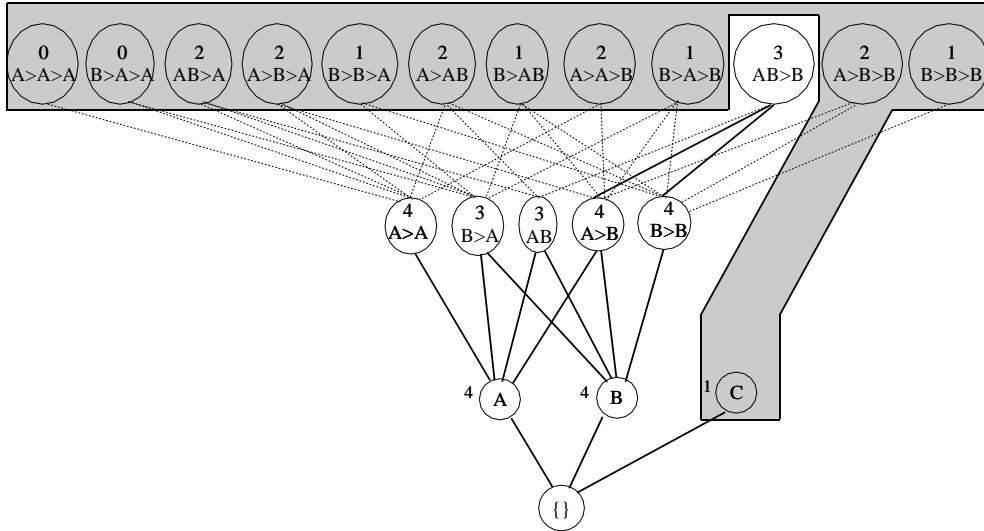 0 0 2 2 1 2 1 2 1 3 2 1
A>A>A B>A>A AB>A A>B>A B>B>A A>AB B>AB A>A>B B>A>B AB>B A>B>B B>B>B
4 3 3 4 4
A>A B>A AB A>B B>B
4 A 4 B 1 C
{}